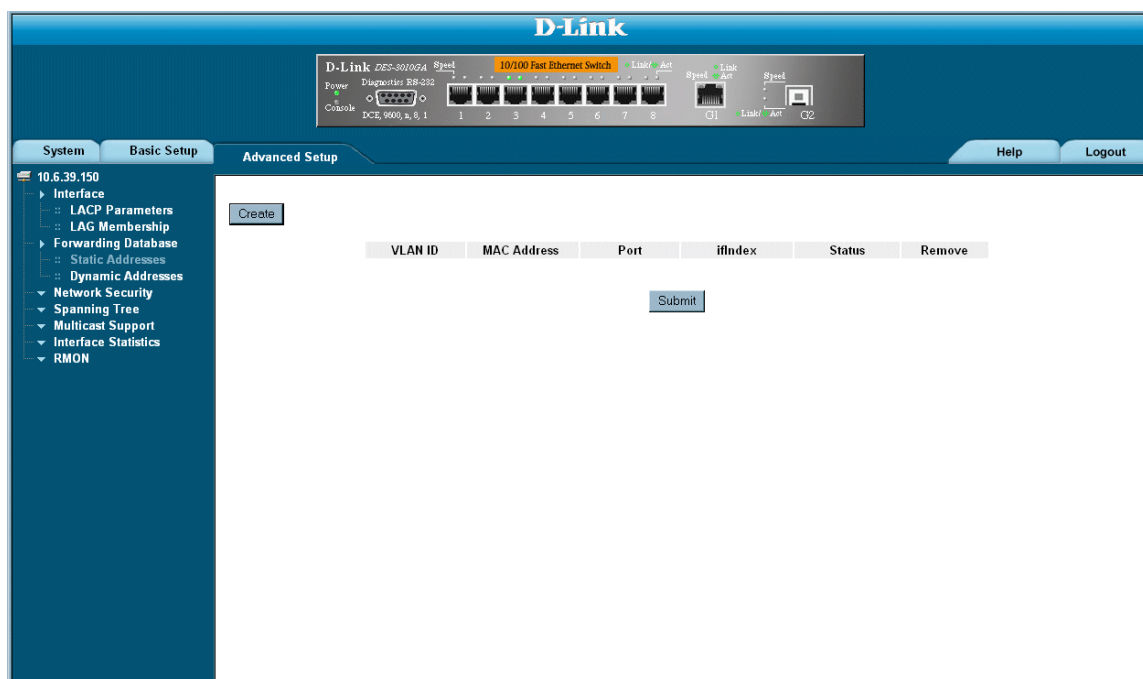 D-Link
D-Link DES-3010GA Speed 10/100 Fast Ethernet Switch Link/ Act
Power Diagnostics RS-232
Console
DCE, 9600, n, 8, 1
1 2 3 4 5 6 7 8
Speed Link Act
G1
Speed
Link/ Act G2
System Basic Setup Advanced Setup Help Logout
10.6.39.150
Interface
LACP Parameters
LAG Membership
Forwarding Database
Static Addresses
Dynamic Addresses
Network Security
Spanning Tree
Multicast Support
Interface Statistics
RMON
Create
VLAN ID MAC Address Port ifIndex Status Remove
Submit